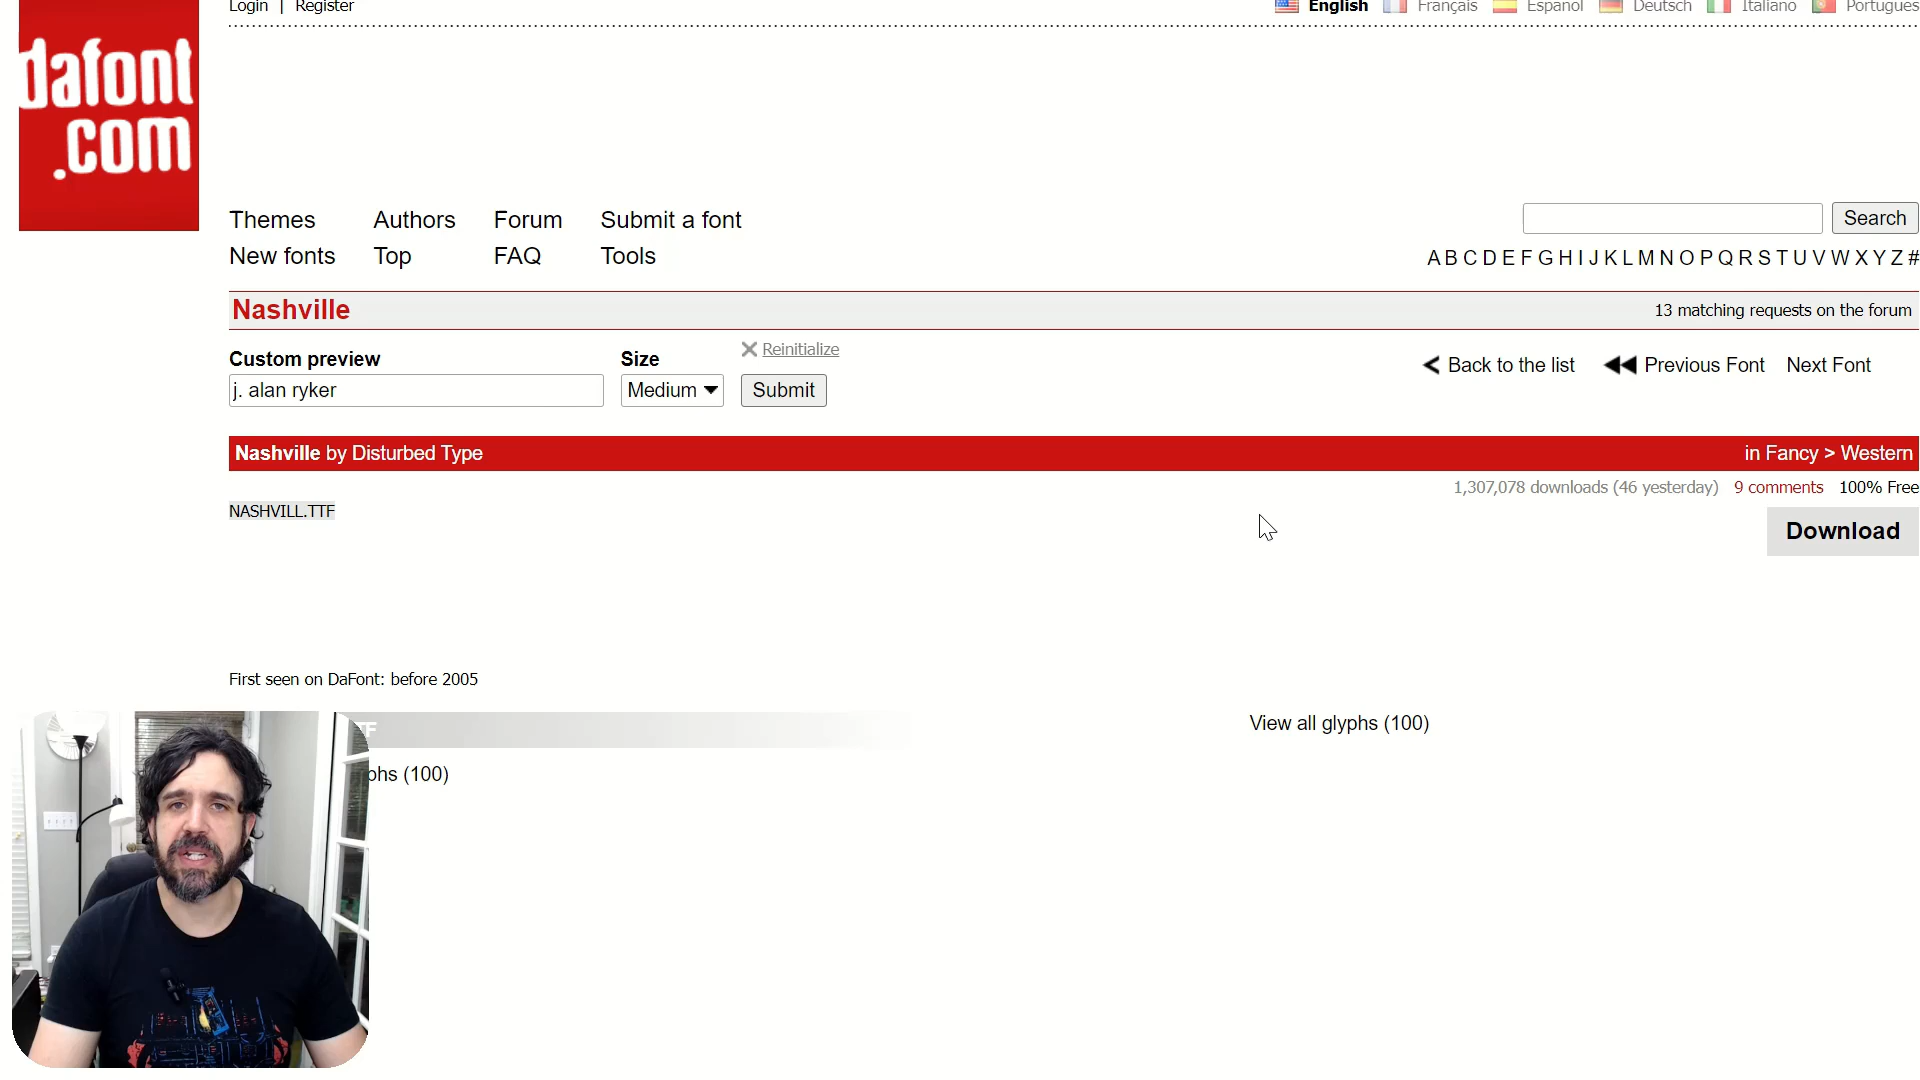 Login | Register
English Français Español Deutsch Italiano Português
dafont
.com
Themes Authors Forum Submit a font
New fonts Top FAQ Tools
Search
A B C D E F G H I J K L M N O P Q R S T U V W X Y Z #
Nashville
13 matching requests on the forum
Custom preview
Size
Reinitialize
j. alan ryker
Medium
Submit
Back to the list Previous Font Next Font
Nashville by Disturbed Type
in Fancy > Western
1,307,078 downloads (46 yesterday) 9 comments 100% Free
NASHVILL.TTF
Download
First seen on DaFont: before 2005
View all glyphs (100)
phs (100)